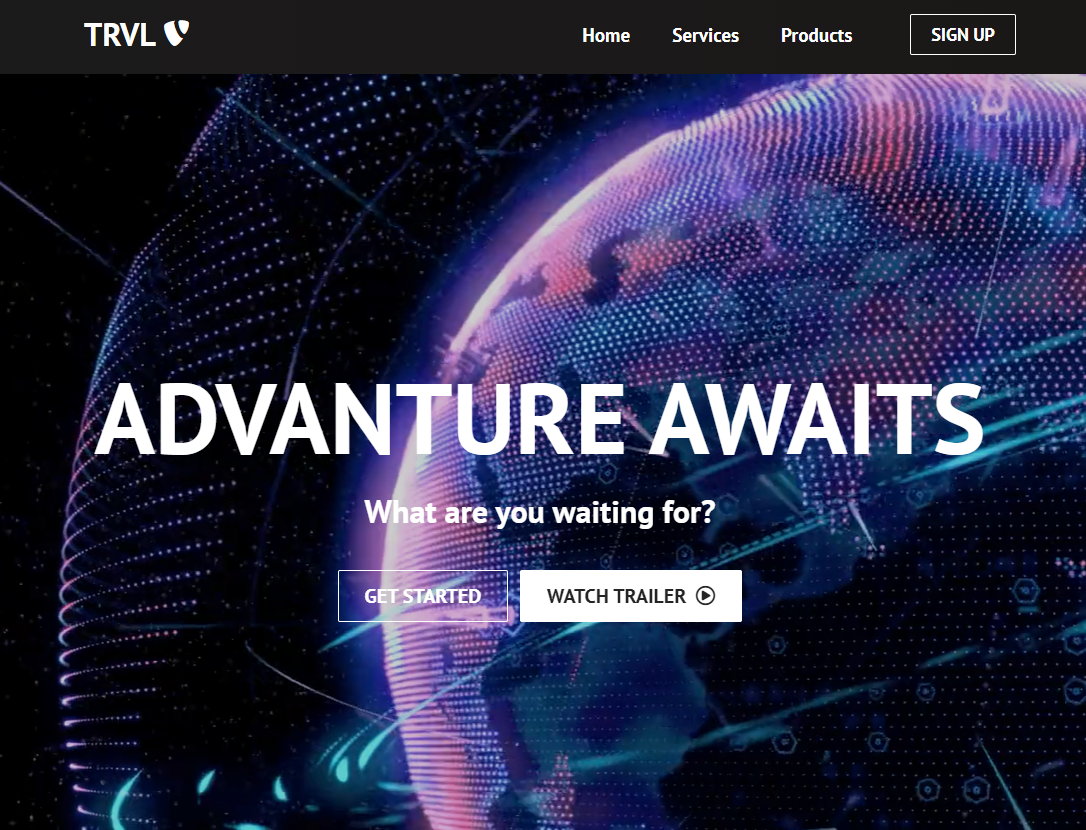 TRVL
Home Services Products SIGN UP
ADVANTURE AWAITS
What are you waiting for?
GET STARTED WATCH TRAILER